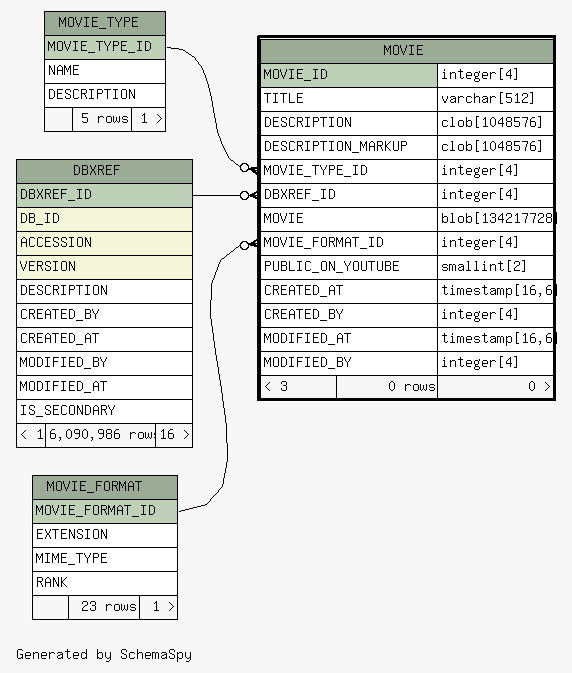 MOVIE_TYPE
MOVIE_TYPE_ID
NAME
DESCRIPTION
5 rows 1 >
DBXREF
DBXREF_ID
DB_ID
ACCESSION
VERSION
DESCRIPTION
CREATED_BY
CREATED_AT
MODIFIED_BY
MODIFIED_AT
IS_SECONDARY
< 1 6,090,986 rows 16 >
MOVIE_FORMAT
MOVIE_FORMAT_ID
EXTENSION
MIME_TYPE
RANK
23 rows 1 >
MOVIE
MOVIE_ID integer[4]
TITLE varchar[512]
DESCRIPTION clob[1048576]
DESCRIPTION_MARKUP clob[1048576]
MOVIE_TYPE_ID integer[4]
DBXREF_ID integer[4]
MOVIE blob[134217728]
MOVIE_FORMAT_ID integer[4]
PUBLIC_ON_YOUTUBE smallint[2]
CREATED_AT timestamp[16,6]
CREATED_BY integer[4]
MODIFIED_AT timestamp[16,6]
MODIFIED_BY integer[4]
< 3 0 rows 0 >
Generated by SchemaSpy